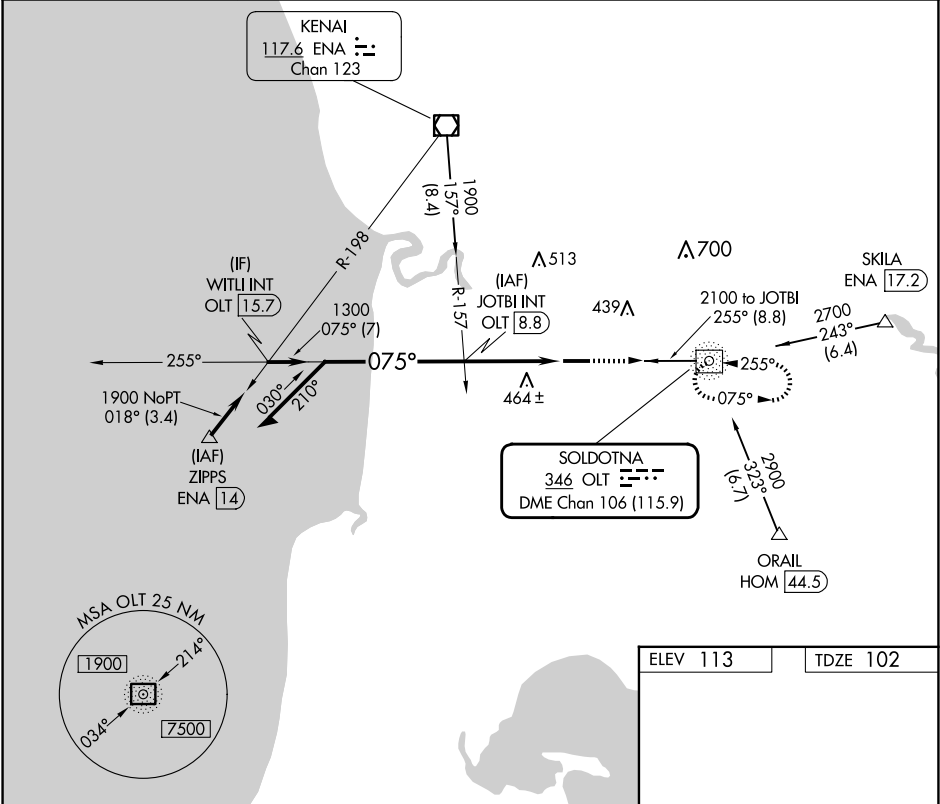 KENAI
117.6 ENA
Chan 123
1900
157°
(8.4)
R-198
R-157
(IF)
WITLI INT
OLT 15.7
1300
075° (7)
255°
075°
(IAF)
JOTBI INT
OLT 8.8
513
700
439
464 ±
2100 to JOTBI
255° (8.8)
SKILA
ENA 17.2
2700
243°
(6.4)
255°
075°
1900 NoPT
018° (3.4)
030°
210°
(IAF)
ZIPPS
ENA 14
SOLDOTNA
346 OLT
DME Chan 106 (115.9)
2900
323°
(6.7)
ORAIL
HOM 44.5
MSA OLT 25 NM
1900
214°
034°
7500
ELEV 113
TDZE 102